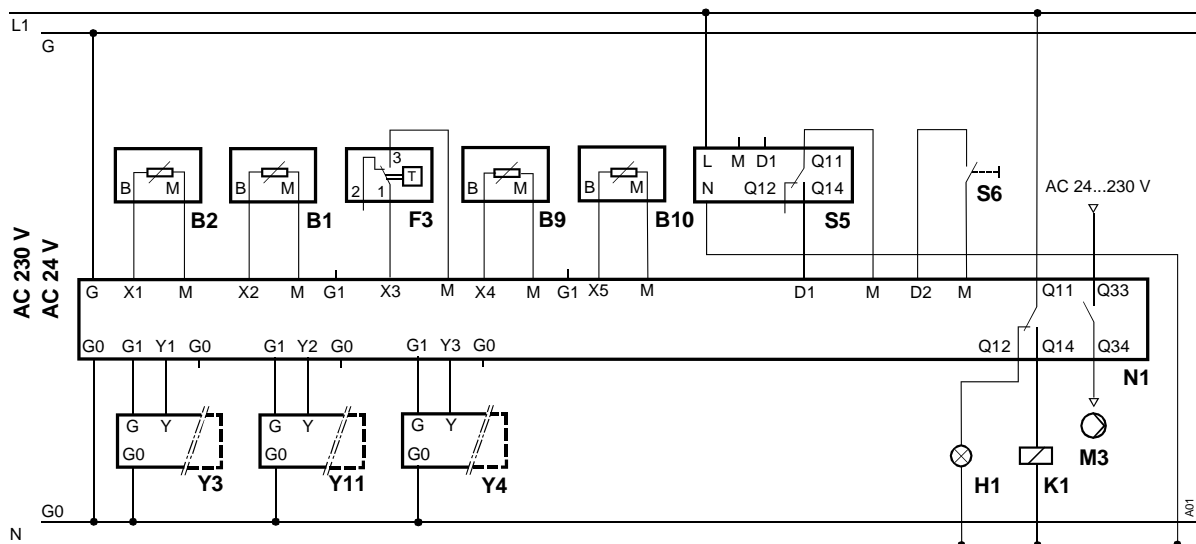 L1
G
AC 230 V
AC 24 V
B M
B2
B M
B1
3
2 1 T
F3
B M
B9
B M
B10
L M D1 Q11
N Q12 Q14
S5
S6
AC 24...230 V
G X1 M X2 M G1 X3 M X4 M G1 X5 M D1 M D2 M Q11 Q33
G0 G1 Y1 G0 G1 Y2 G0 G1 Y3 G0 Q12 Q14 Q34
N1
G Y
G0
Y3
G Y
G0
Y11
G Y
G0
Y4
H1
K1
M3
A01
G0
N